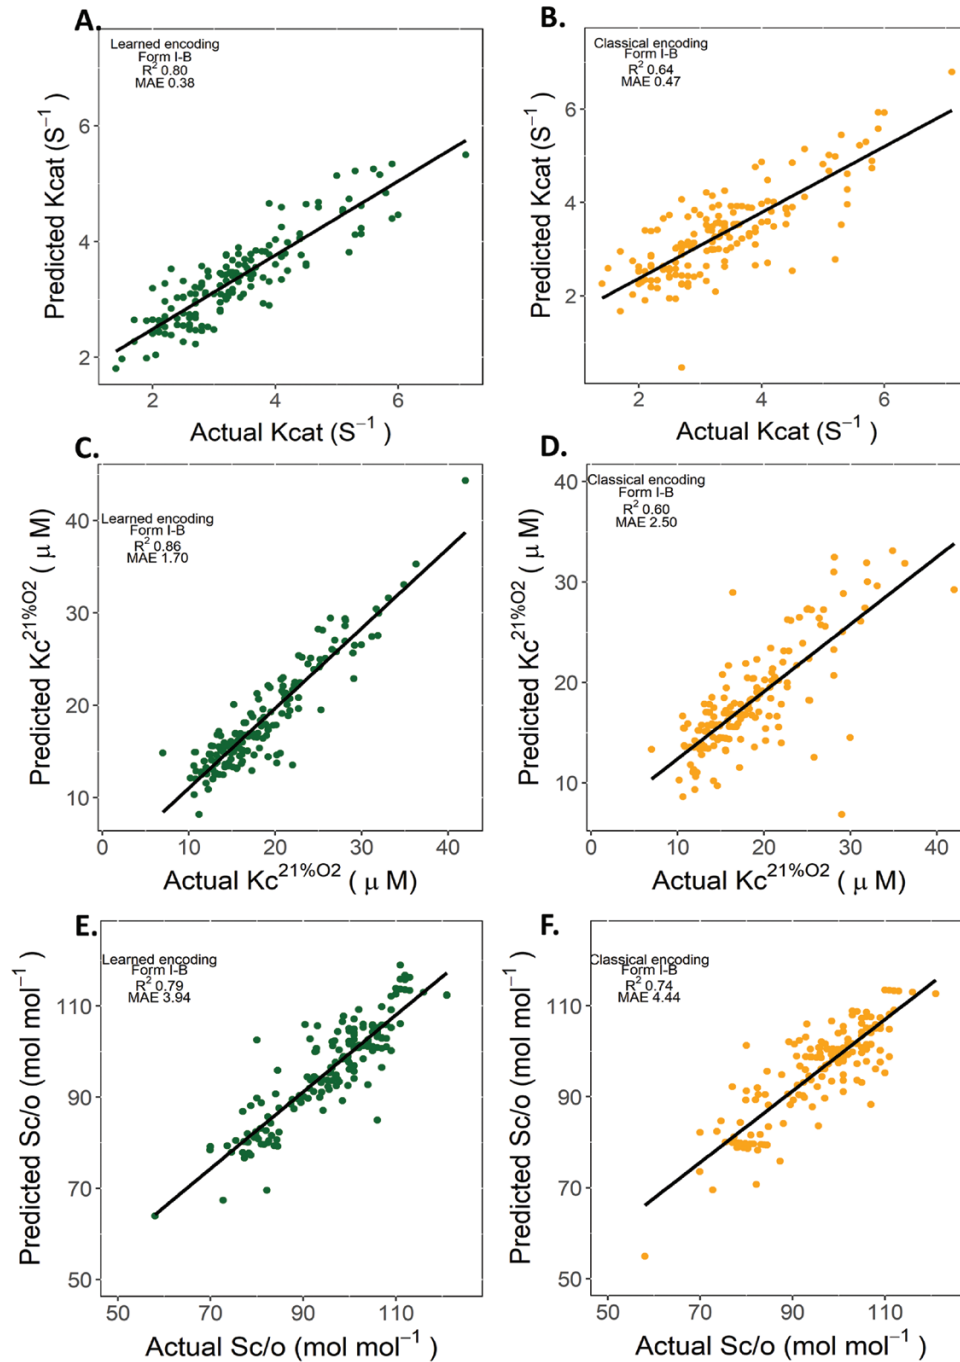 A.
Learned encoding
Form I-B
R² 0.80
MAE 0.38
Predicted Kcat (S⁻¹ )
6
4
2
2 4 6
Actual Kcat (S⁻¹ )
B.
Classical encoding
Form I-B
R² 0.64
MAE 0.47
Predicted Kcat (S⁻¹ )
6
4
2
2 4 6
Actual Kcat (S⁻¹ )
C.
Learned encoding
Form I-B
R² 0.86
MAE 1.70
Predicted Kc²¹%ᴼ² ( μ M)
40
30
20
10
0 10 20 30 40
Actual Kc²¹%ᴼ² ( μ M)
D.
Classical encoding
Form I-B
R² 0.60
MAE 2.50
Predicted Kc²¹%ᴼ² ( μ M)
40
30
20
10
0 10 20 30 40
Actual Kc²¹%ᴼ² ( μ M)
E.
Learned encoding
Form I-B
R² 0.79
MAE 3.94
Predicted Sc/o (mol mol⁻¹ )
110
90
70
50
50 70 90 110
Actual Sc/o (mol mol⁻¹ )
F.
Classical encoding
Form I-B
R² 0.74
MAE 4.44
Predicted Sc/o (mol mol⁻¹ )
110
90
70
50
50 70 90 110
Actual Sc/o (mol mol⁻¹ )